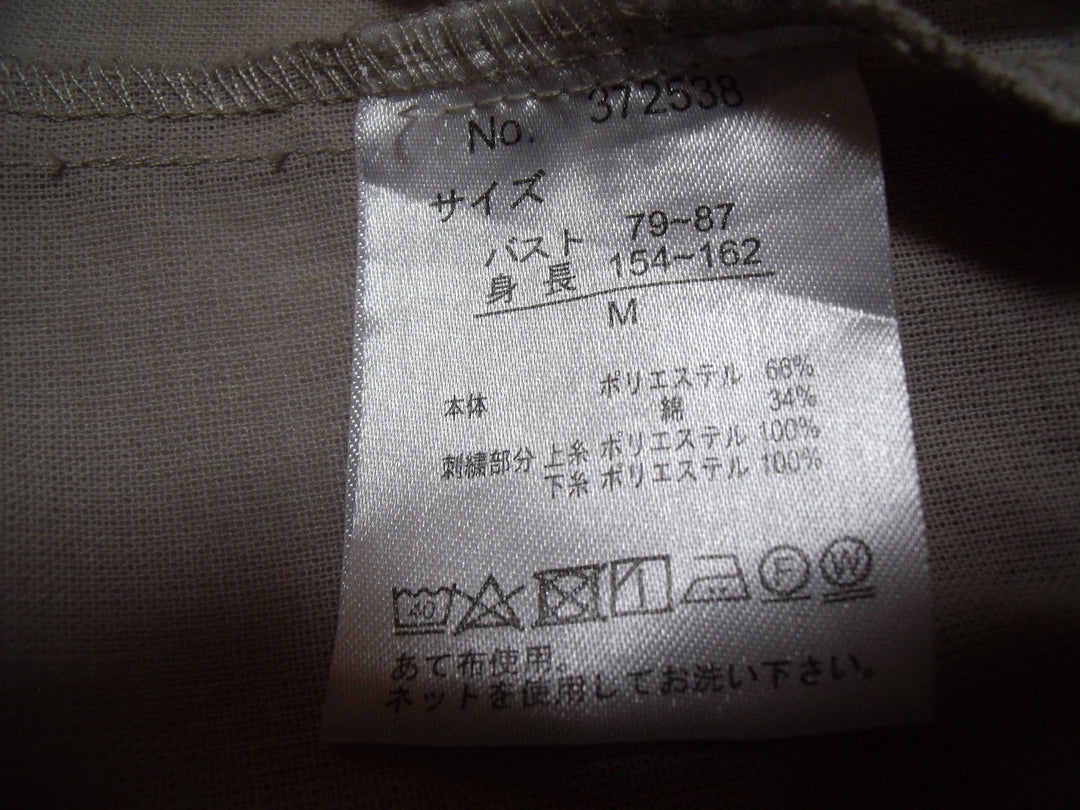 No. 372538
サイズ
バスト 79~87
身長 154~162
M
本体 ポリエステル 66%
綿 34%
刺繍部分 上糸 ポリエステル 100%
下糸 ポリエステル 100%
40 F W
あて布使用。
ネットを使用してお洗い下さい。